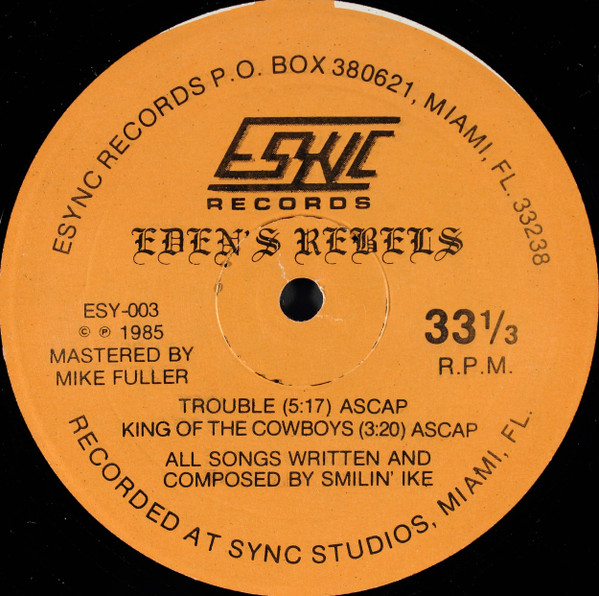 ESYNC RECORDS P.O. BOX 380621, MIAMI, FL. 33238
ESYNC
RECORDS
EDEN'S REBELS
ESY-003
© ℗ 1985
MASTERED BY
MIKE FULLER
33 1/3
R.P.M.
TROUBLE (5:17) ASCAP
KING OF THE COWBOYS (3:20) ASCAP
ALL SONGS WRITTEN AND
COMPOSED BY SMILIN' IKE
RECORDED AT SYNC STUDIOS, MIAMI, FL.